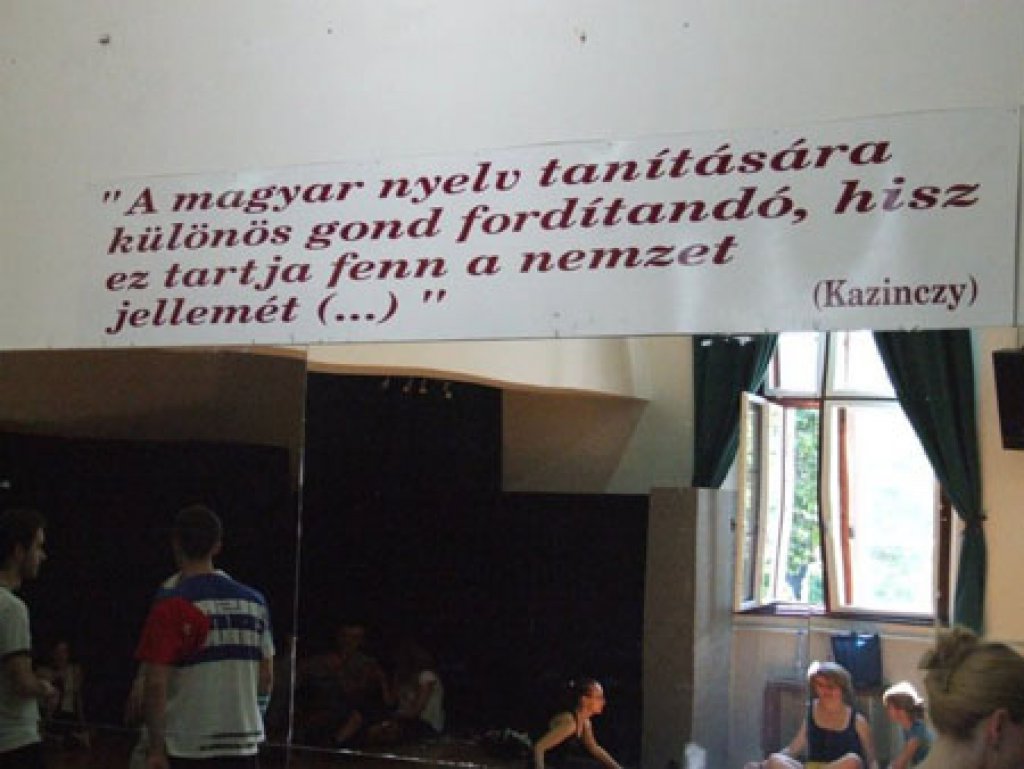 "A magyar nyelv tanítására
különös gond fordítandó, hisz
ez tartja fenn a nemzet
jellemét (...) "
(Kazinczy)